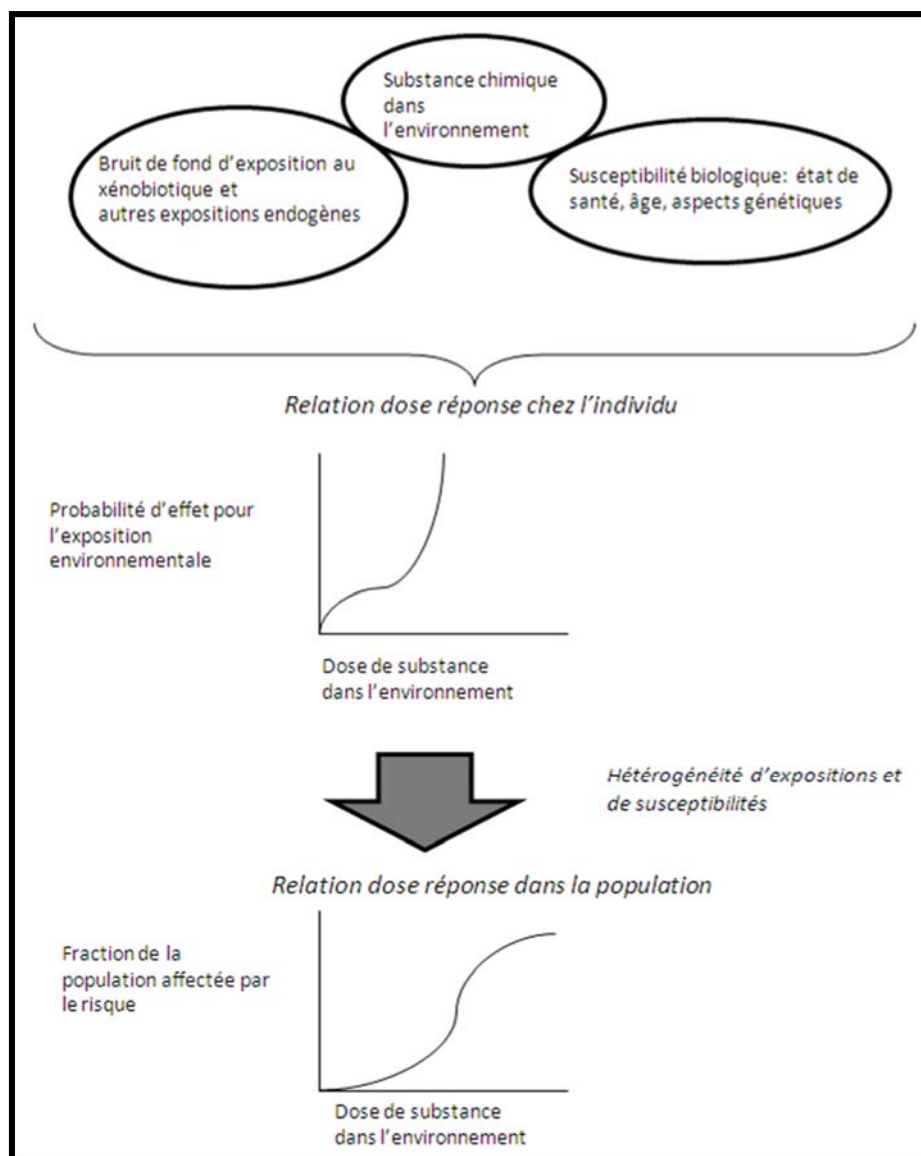 Substance chimique
dans
l'environnement
Bruit de fond d'exposition au
xénobiotique et
autres expositions endogènes
Susceptibilité biologique: état de
santé, âge, aspects génétiques
Relation dose réponse chez l'individu
Probabilité d'effet pour
l'exposition
environnementale
Dose de substance
dans l'environnement
Hétérogénéité d'expositions et
de susceptibilités
Relation dose réponse dans la population
Fraction de la
population affectée par
le risque
Dose de substance
dans l'environnement